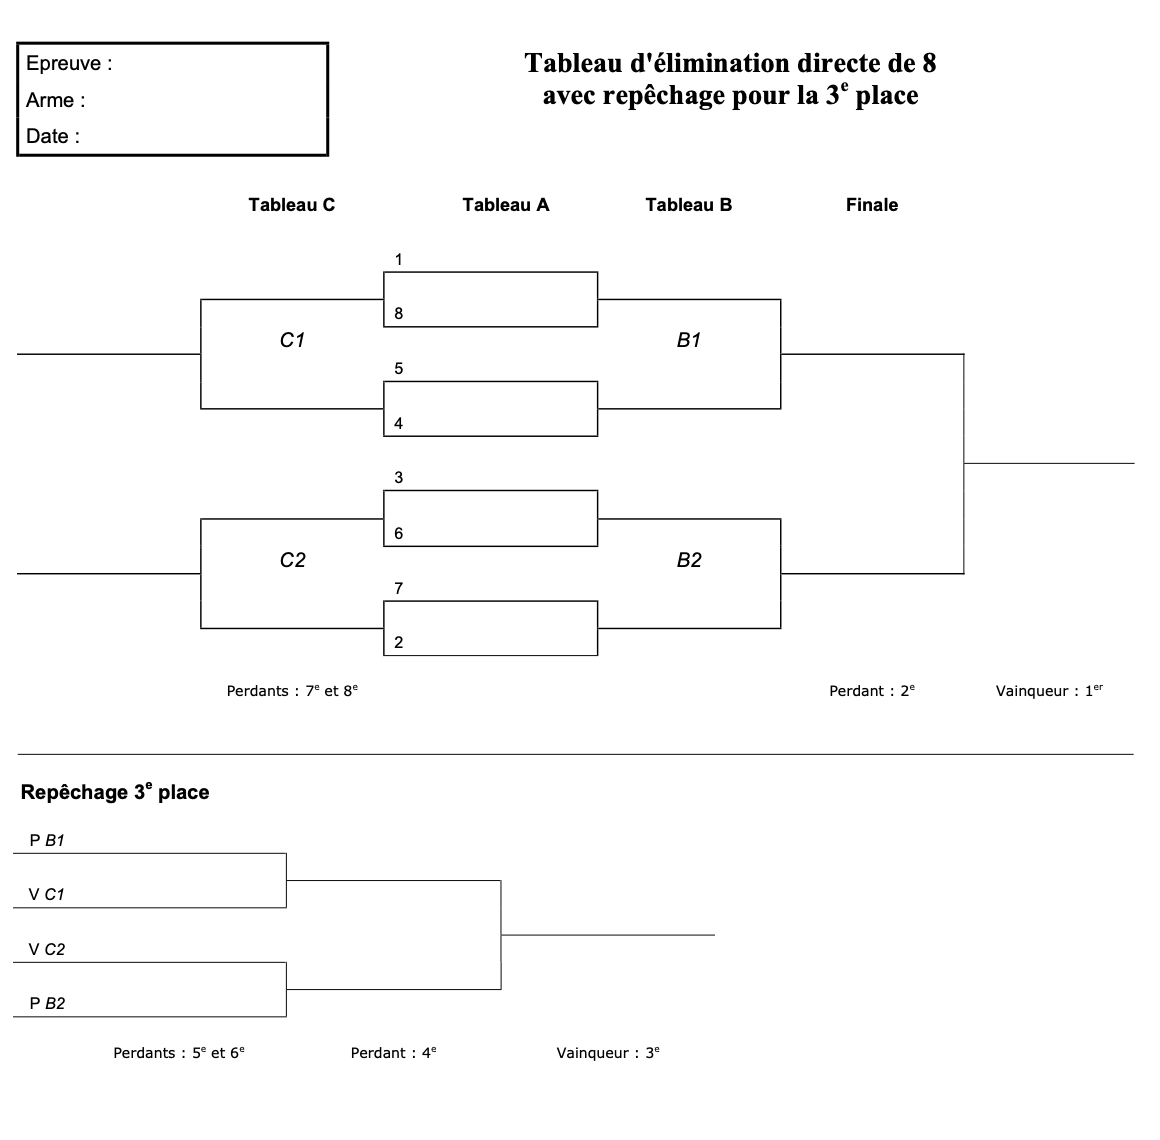 Epreuve :
Arme :
Date :
Tableau d'élimination directe de 8
avec repêchage pour la 3e place
Tableau C Tableau A Tableau B Finale
1
8
C1 B1
5
4
3
6
C2 B2
7
2
Perdants : 7e et 8e Perdant : 2e Vainqueur : 1er
Repêchage 3e place
P B1
V C1
V C2
P B2
Perdants : 5e et 6e Perdant : 4e Vainqueur : 3e